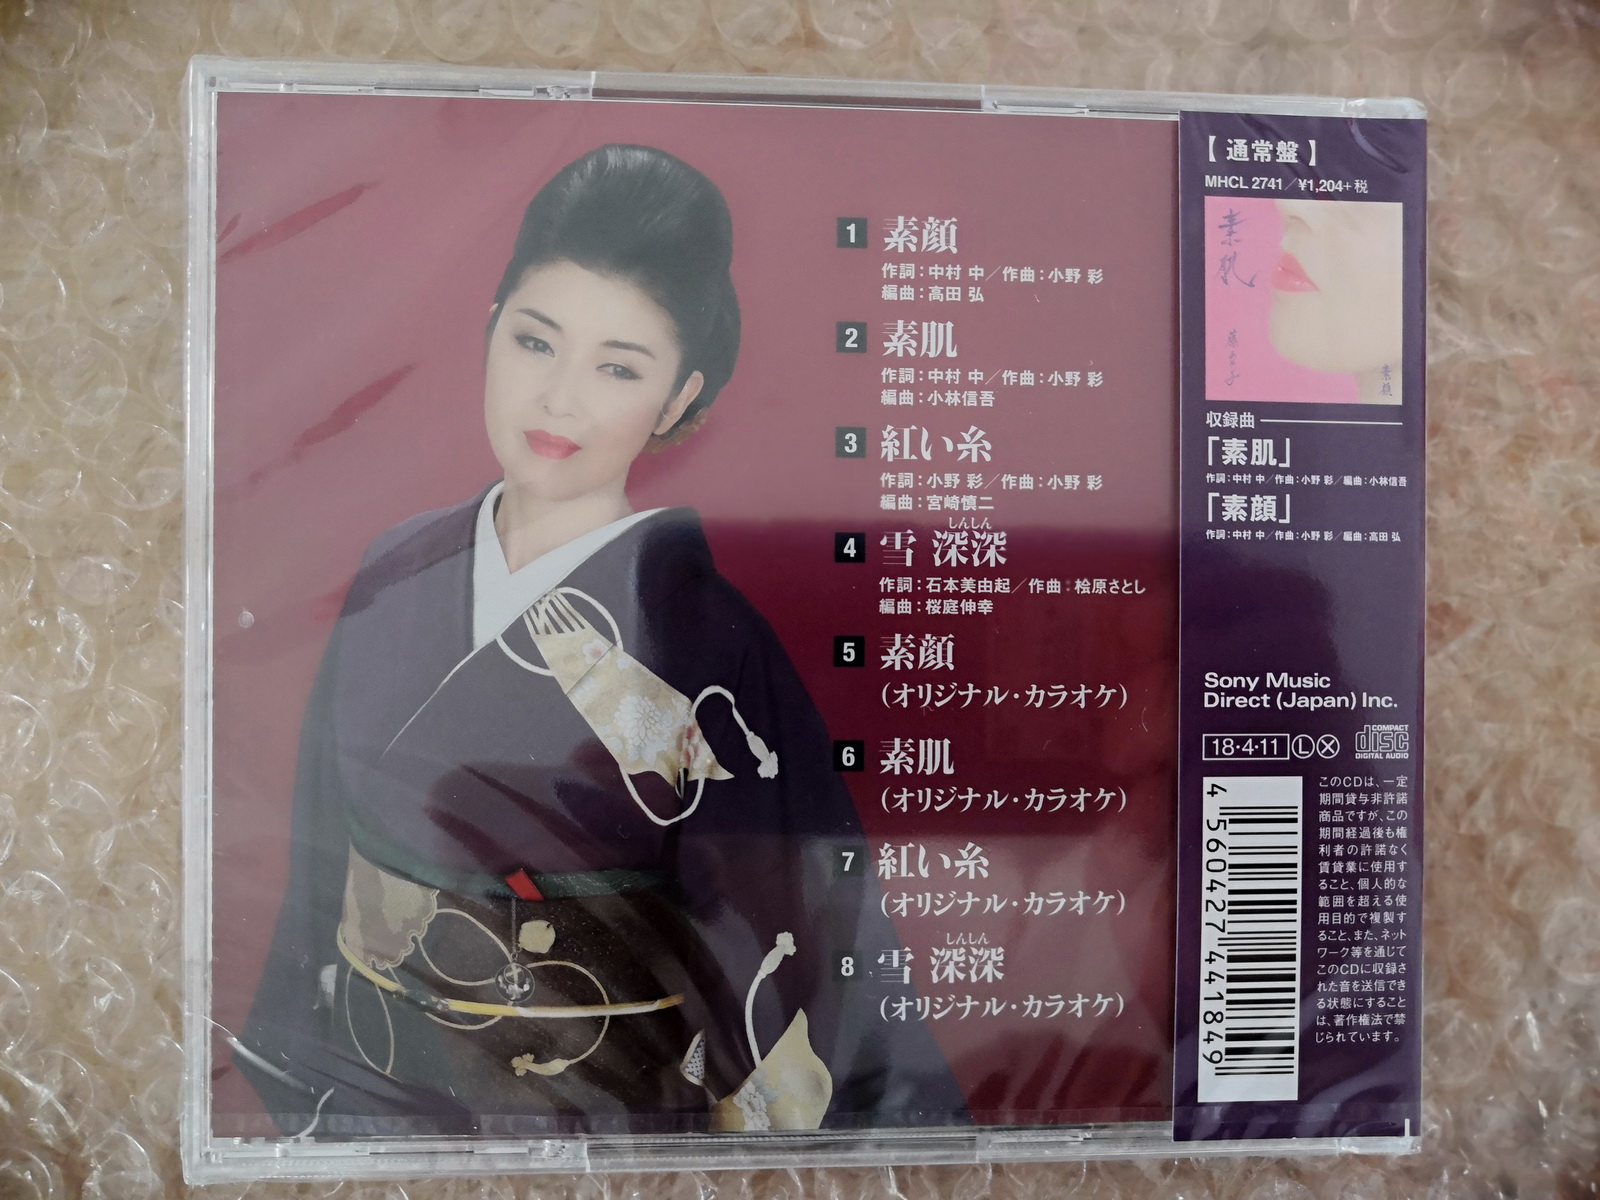 1 素顔
作詞：中村 中／作曲：小野 彩
編曲：高田 弘
2 素肌
作詞：中村 中／作曲：小野 彩
編曲：小林信吾
3 紅い糸
作詞：小野 彩／作曲：小野 彩
編曲：宮崎慎二
しんしん
4 雪 深深
作詞：石本美由起／作曲：桧原さとし
編曲：桜庭伸幸
5 素顔
(オリジナル・カラオケ)
6 素肌
(オリジナル・カラオケ)
7 紅い糸
(オリジナル・カラオケ)
しんしん
8 雪 深深
(オリジナル・カラオケ)
【 通常盤 】
MHCL 2741／¥1,204+税
素肌
藤あや子
素顔
収録曲
「素肌」
作詞：中村 中／作曲：小野 彩／編曲：小林信吾
「素顔」
作詞：中村 中／作曲：小野 彩／編曲：高田 弘
Sony Music
Direct (Japan) Inc.
18・4・11 L X
COMPACT
disc
DIGITAL AUDIO
4 560427 441849
このCDは、一定
期間貸与非許諾
商品ですが、この
期間経過後も権
利者の許諾なく
賃貸業に使用す
ること、個人的な
範囲を超える使
用目的で複製す
ること、また、ネット
ワーク等を通じて
このCDに収録さ
れた音を送信でき
る状態にすること
は、著作権法で禁
じられています。